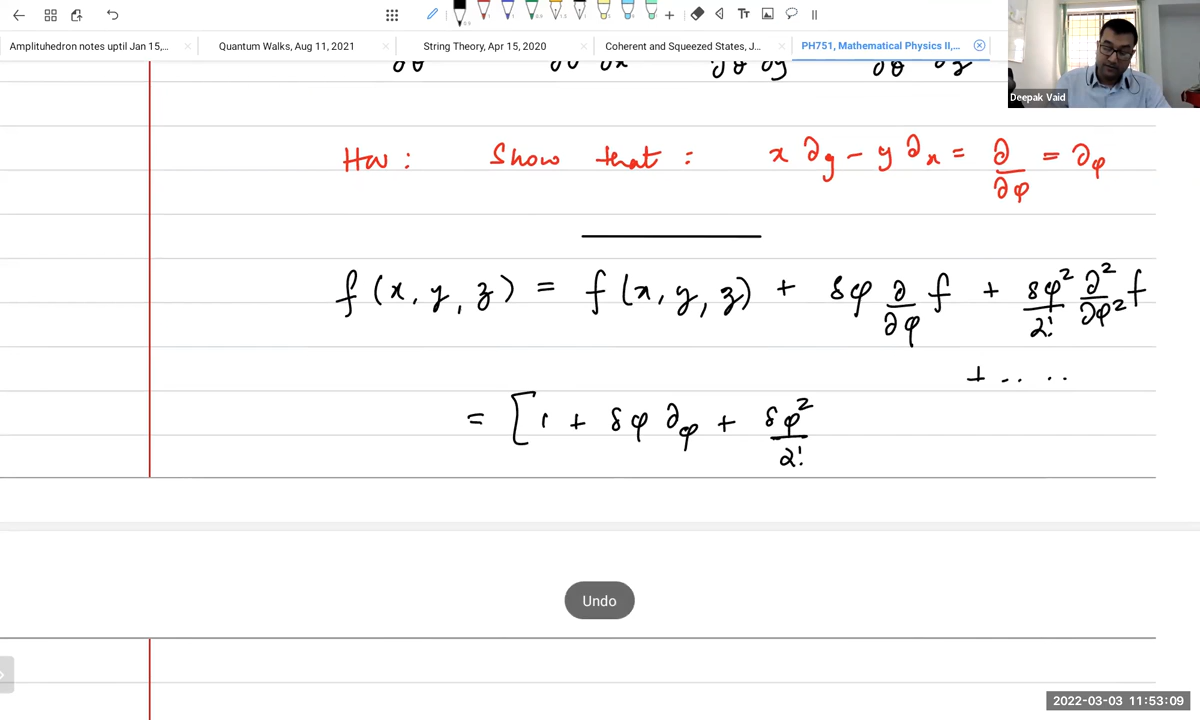 Amplituhedron notes uptil Jan 15,... Quantum Walks, Aug 11, 2021 String Theory, Apr 15, 2020 Coherent and Squeezed States, J... PH751, Mathematical Physics II,...
Deepak Vaid
HW : Show that : x ∂y − y ∂x = ∂/∂φ = ∂φ
f(x, y, z) = f(x, y, z) + δφ ∂/∂φ f + δφ²/2! ∂²/∂φ² f
+ .. ..
= [1 + δφ ∂φ + δφ²/2!
Undo
2022-03-03 11:53:09